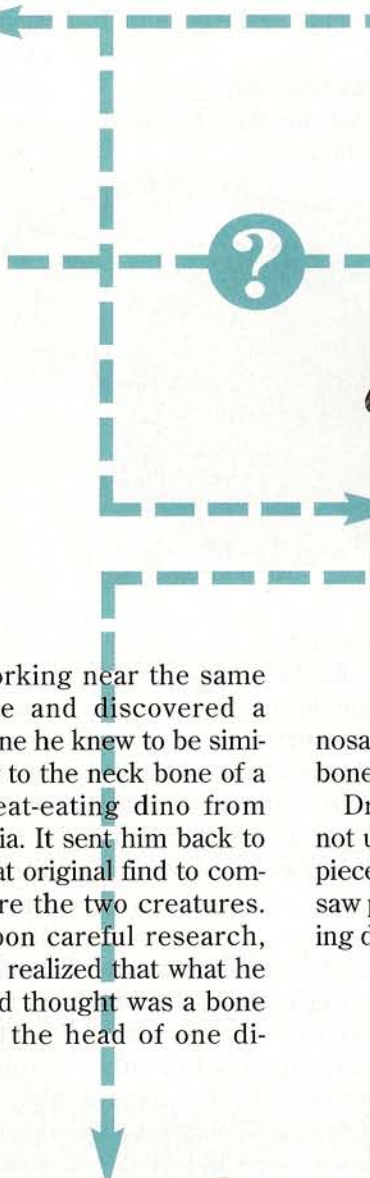 ?
orking near the same
e and discovered a
ne he knew to be simi-
to the neck bone of a
eat-eating dino from
ia. It sent him back to
at original find to com-
re the two creatures.
pon careful research,
realized that what he
d thought was a bone
the head of one di-
nosa
bone
Dr
not u
piece
saw p
ing d